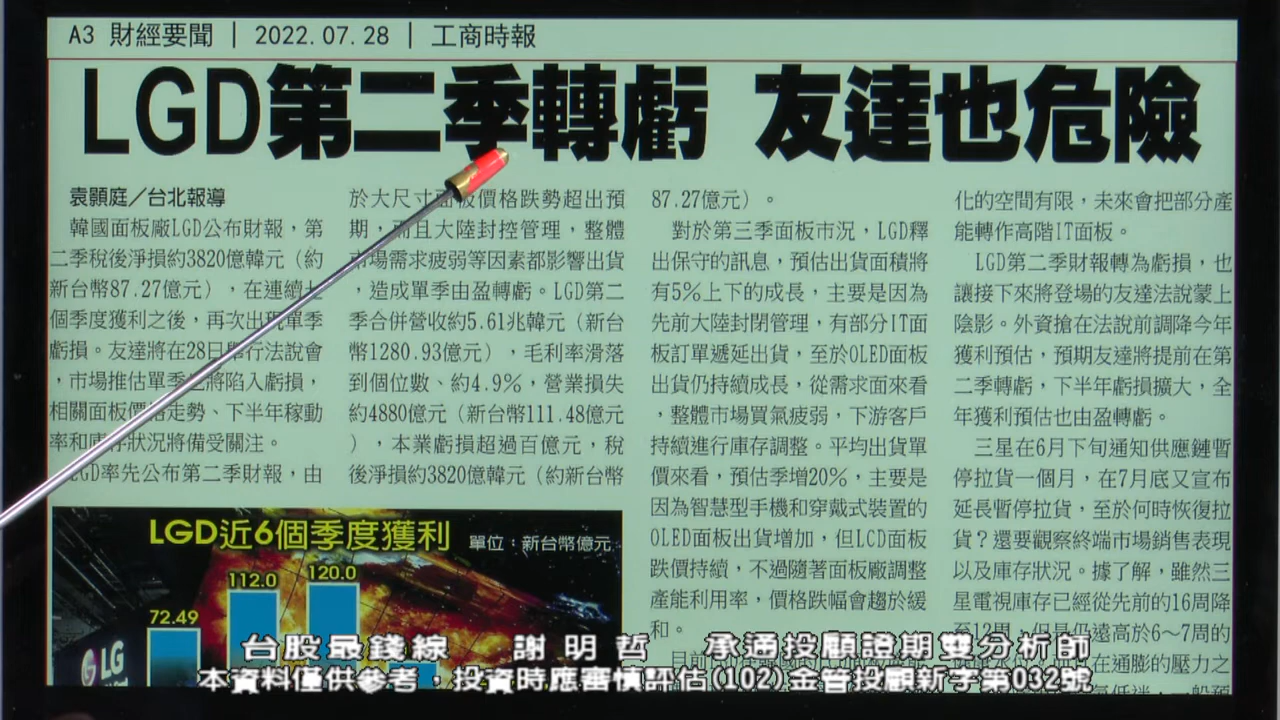 A3 財經要聞 | 2022.07.28 | 工商時報
LGD第二季轉虧 友達也危險
袁顥庭／台北報導
韓國面板廠LGD公布財報，第
二季稅後淨損約3820億韓元（約
新台幣87.27億元），在連續七
個季度獲利之後，再次出現單季
虧損。友達將在28日舉行法說會
，市場推估單季也將陷入虧損，
相關面板價格走勢、下半年稼動
率和庫存狀況將備受關注。
LGD率先公布第二季財報，由
於大尺寸面板價格跌勢超出預
期，而且大陸封控管理，整體
市場需求疲弱等因素都影響出貨
，造成單季由盈轉虧。LGD第二
季合併營收約5.61兆韓元（新台
幣1280.93億元），毛利率滑落
到個位數、約4.9%，營業損失
約4880億元（新台幣111.48億元
），本業虧損超過百億元，稅
後淨損約3820億韓元（約新台幣
87.27億元）。
對於第三季面板市況，LGD釋
出保守的訊息，預估出貨面積將
有5%上下的成長，主要是因為
先前大陸封閉管理，有部分IT面
板訂單遞延出貨，至於OLED面板
出貨仍持續成長，從需求面來看
，整體市場買氣疲弱，下游客戶
持續進行庫存調整。平均出貨單
價來看，預估季增20%，主要是
因為智慧型手機和穿戴式裝置的
OLED面板出貨增加，但LCD面板
跌價持續，不過隨著面板廠調整
產能利用率，價格跌幅會趨於緩
和。
目前
化的空間有限，未來會把部分產
能轉作高階IT面板。
LGD第二季財報轉為虧損，也
讓接下來將登場的友達法說蒙上
陰影。外資搶在法說前調降今年
獲利預估，預期友達將提前在第
二季轉虧，下半年虧損擴大，全
年獲利預估也由盈轉虧。
三星在6月下旬通知供應鏈暫
停拉貨一個月，在7月底又宣布
延長暫停拉貨，至於何時恢復拉
貨？還要觀察終端市場銷售表現
以及庫存狀況。據了解，雖然三
星電視庫存已經從先前的16周降
至12周，但是仍遠高於6～7周的
在通膨的壓力之
LGD近6個季度獲利 單位：新台幣億元
72.49
112.0
120.0
LG
台股最錢線 謝明哲 承通投顧證期雙分析師
本資料僅供參考，投資時應審慎評估(102)金管投顧新字第032號